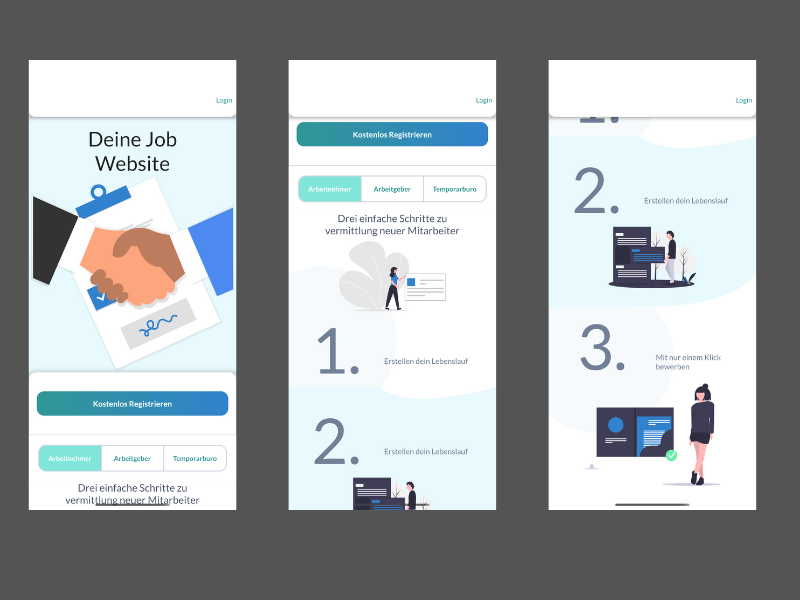 Login
Deine Job
Website
Kostenlos Registrieren
Arbeitnehmer
Arbeitgeber
Temporarburo
Drei einfache Schritte zu
vermittlung neuer Mitarbeiter
Login
Kostenlos Registrieren
Arbeitnehmer
Arbeitgeber
Temporarburo
Drei einfache Schritte zu
vermittlung neuer Mitarbeiter
1.
Erstellen dein Lebenslauf
2.
Erstellen dein Lebenslauf
Login
1.
2.
Erstellen dein Lebenslauf
3.
Mit nur einem Klick
bewerben